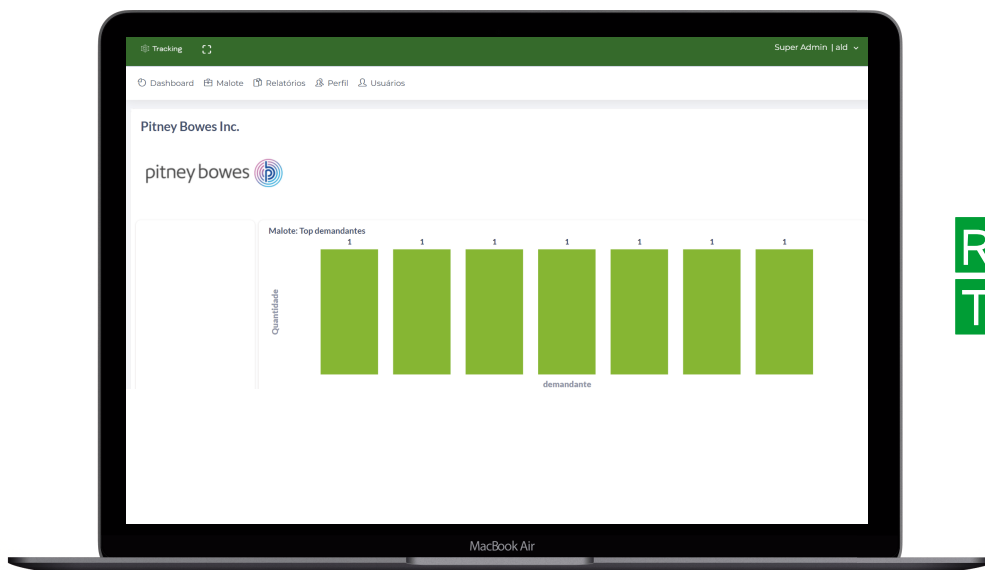 Tracking
Super Admin | ald
Dashboard Malote Relatórios Perfil Usuários
Pitney Bowes Inc.
pitney bowes
Malote: Top demandantes
1 1 1 1 1 1 1
Quantidade
demandante
MacBook Air
R
T